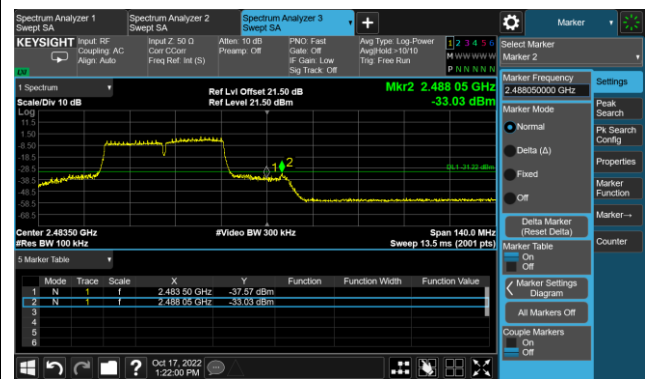 Spectrum Analyzer 1
Swept SA
Spectrum Analyzer 2
Swept SA
Spectrum Analyzer 3
Swept SA
Marker
KEYSIGHT
Input: RF
Coupling: AC
Align: Auto
Input Z: 50 Ω
Corr CCorr
Freq Ref: Int (S)
Atten: 10 dB
Preamp: Off
PNO: Fast
Gate: Off
IF Gain: Low
Sig Track: Off
Avg Type: Log-Power
Avg|Hold:>10/10
Trig: Free Run
1 2 3 4 5 6
M W W W W W
P N N N N N
Select Marker
Marker 2
1 Spectrum
Scale/Div 10 dB
Log
Ref Lvl Offset 21.50 dB
Ref Level 21.50 dBm
Mkr2 2.488 05 GHz
-33.03 dBm
11.5
1.50
-8.50
-18.5
-28.5
-38.5
-48.5
-58.5
-68.5
1
2
DL1 -31.22 dBm
Center 2.48350 GHz
#Res BW 100 kHz
#Video BW 300 kHz
Span 140.0 MHz
Sweep 13.5 ms (2001 pts)
5 Marker Table
Mode Trace Scale X Y Function Function Width Function Value
1 N 1 f 2.483 50 GHz -37.57 dBm
2 N 1 f 2.488 05 GHz -33.03 dBm
3
4
5
6
Marker Frequency
2.488050000 GHz
Marker Mode
Normal
Delta (Δ)
Fixed
Off
Delta Marker
(Reset Delta)
Marker Table
On
Off
Marker Settings
Diagram
All Markers Off
Couple Markers
On
Off
Settings
Peak
Search
Pk Search
Config
Properties
Marker
Function
Marker→
Counter
Oct 17, 2022
1:22:00 PM